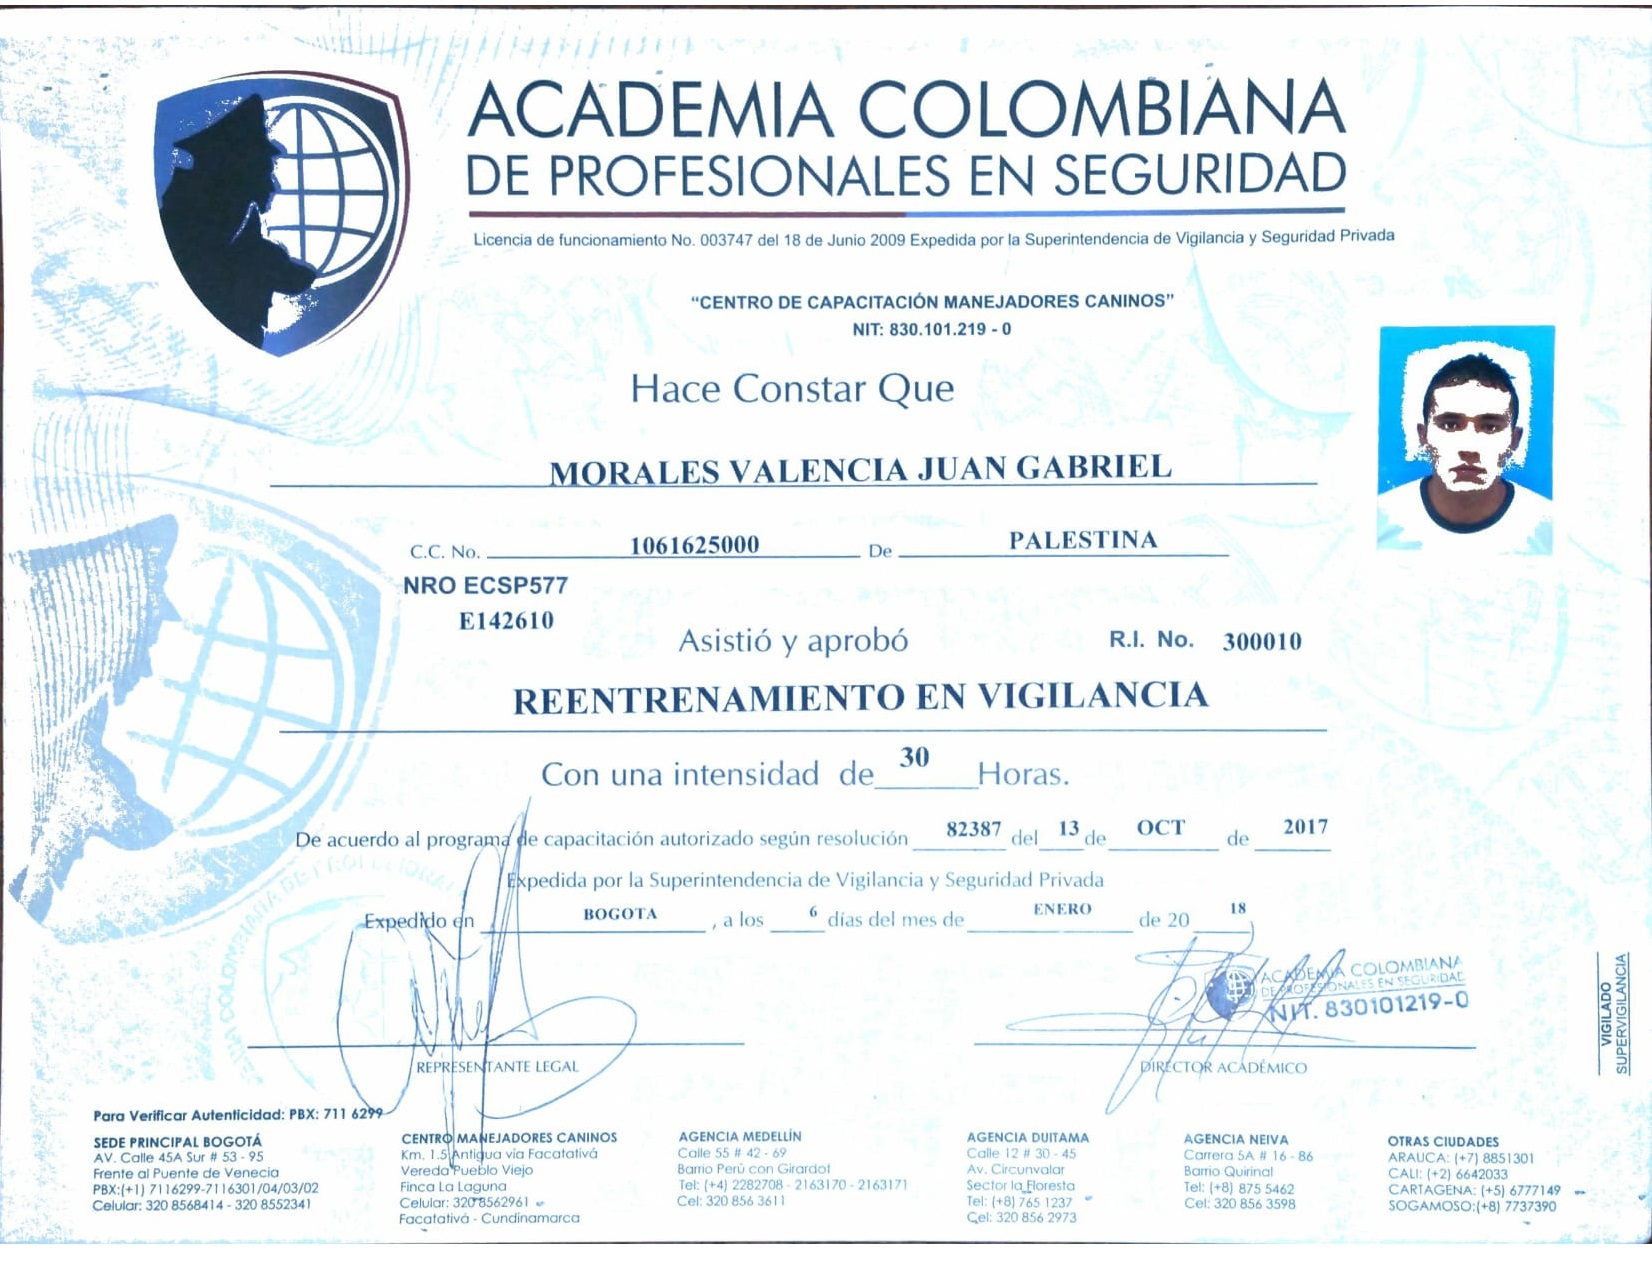 ACADEMIA COLOMBIANA
DE PROFESIONALES EN SEGURIDAD
Licencia de funcionamiento No. 003747 del 18 de Junio 2009 Expedida por la Superintendencia de Vigilancia y Seguridad Privada
"CENTRO DE CAPACITACIÓN MANEJADORES CANINOS"
NIT: 830.101.219 - 0
Hace Constar Que
MORALES VALENCIA JUAN GABRIEL
C.C. No. 1061625000 De PALESTINA
NRO ECSP577
E142610
Asistió y aprobó R.I. No. 300010
REENTRENAMIENTO EN VIGILANCIA
Con una intensidad de 30 Horas.
De acuerdo al programa de capacitación autorizado según resolución 82387 del 13 de OCT de 2017
Expedida por la Superintendencia de Vigilancia y Seguridad Privada
Expedido en BOGOTA , a los 6 días del mes de ENERO de 20 18
ACADEMIA COLOMBIANA
DE PROFESIONALES EN SEGURIDAD
NIT. 830101219-0
REPRESENTANTE LEGAL
DIRECTOR ACADÉMICO
VIGILADO
SUPERVIGILANCIA
Para Verificar Autenticidad: PBX: 711 6299
SEDE PRINCIPAL BOGOTÁ
AV. Calle 45A Sur # 53 - 95
Frente al Puente de Venecia
PBX:(+1) 7116299-7116301/04/03/02
Celular: 320 8568414 - 320 8552341
CENTRO MANEJADORES CANINOS
Km. 1.5 Antigua vía Facatativá
Vereda Pueblo Viejo
Finca La Laguna
Celular: 320 8562961
Facatativá - Cundinamarca
AGENCIA MEDELLÍN
Calle 55 # 42 - 69
Barrio Perú con Girardot
Tel: (+4) 2282708 - 2163170 - 2163171
Cel: 320 856 3611
AGENCIA DUITAMA
Calle 12 # 30 - 45
Av. Circunvalar
Sector la Floresta
Tel: (+8) 765 1237
Cel: 320 856 2973
AGENCIA NEIVA
Carrera 5A # 16 - 86
Barrio Quirinal
Tel: (+8) 875 5462
Cel: 320 856 3598
OTRAS CIUDADES
ARAUCA: (+7) 8851301
CALI: (+2) 6642033
CARTAGENA: (+5) 6777149
SOGAMOSO:(+8) 7737390